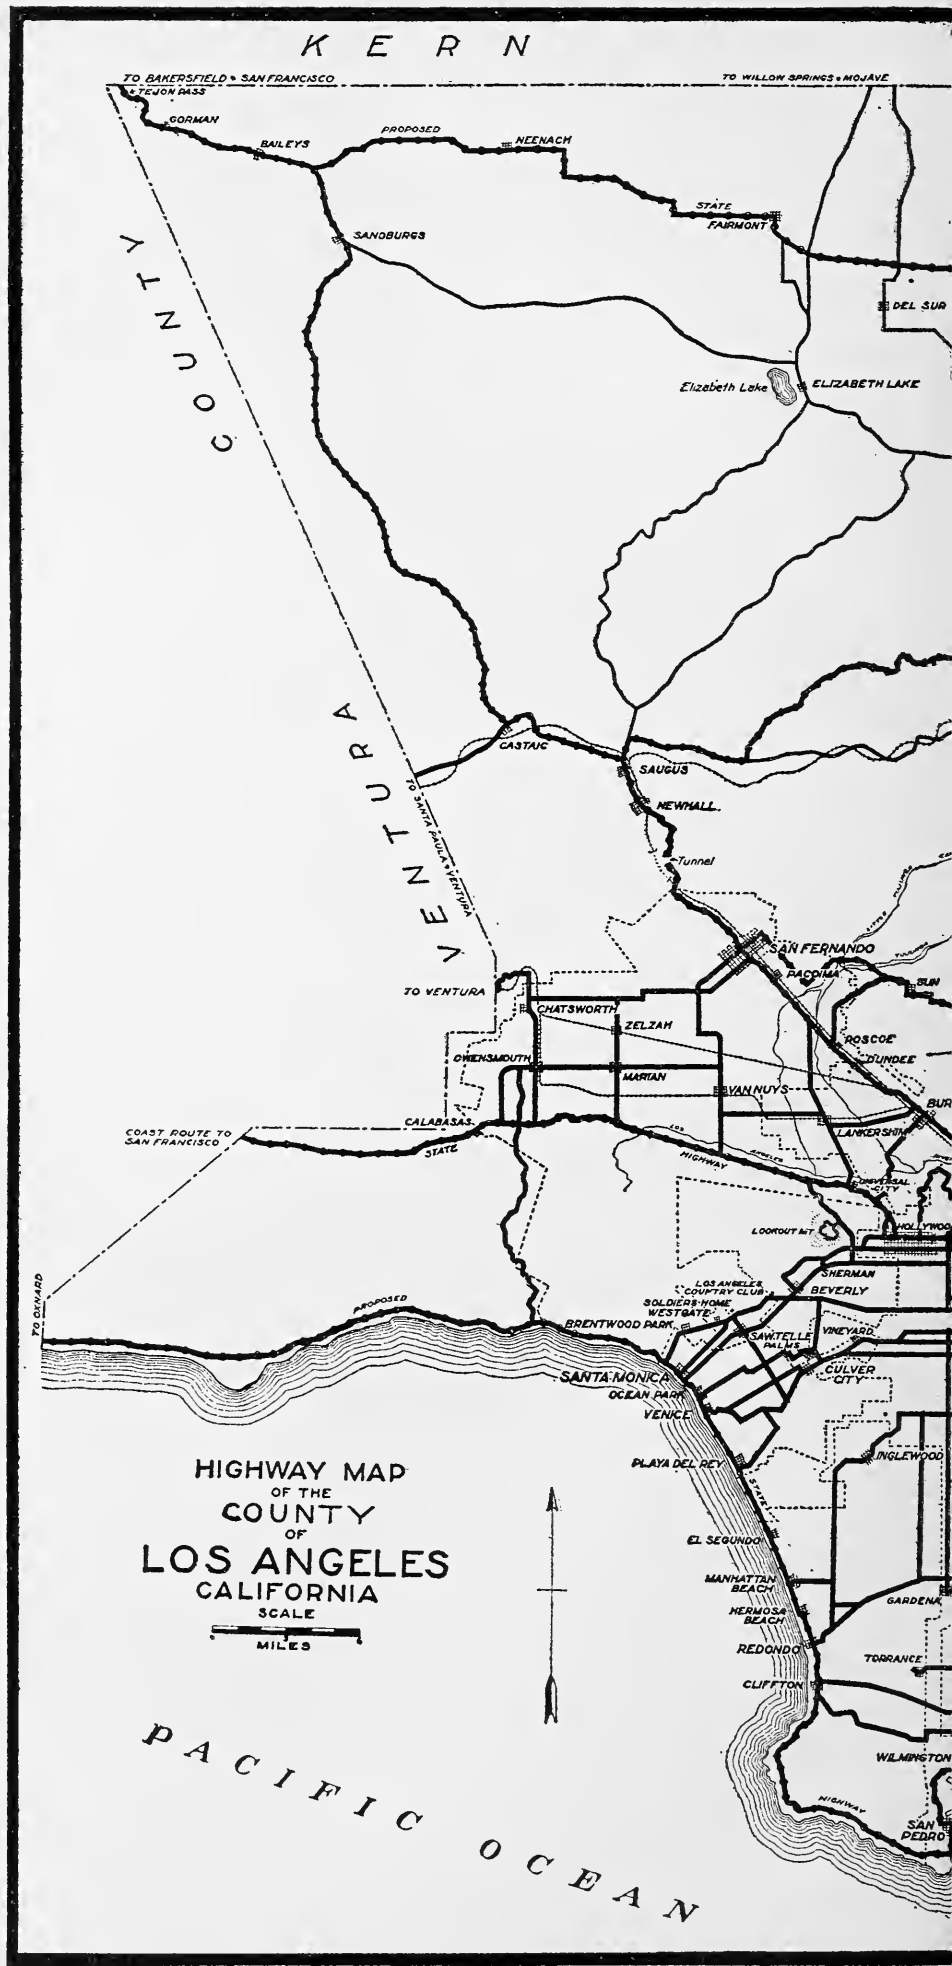 KERN
TO BAKERSFIELD & SAN FRANCISCO
TO WILLOW SPRINGS & MOJAVE
TEJON PASS
GORMAN
BAILEYS
PROPOSED
NEENACH
STATE
FAIRMONT
SANDBURGS
DEL SUR
COUNTY
Elizabeth Lake
ELIZABETH LAKE
VENTURA
CASTAIC
SAUGUS
TO SANTA PAULA & VENTURA
NEWHALL
Tunnel
SAN FERNANDO
PACOIMA
TO VENTURA
SUN
CHATSWORTH
ZELZAH
ROSCOE
DUNDEE
OWENSMOUTH
MARIAN
VAN NUYS
BUR
CALABASAS
LANKERSHIM
COAST ROUTE TO
SAN FRANCISCO
STATE
HIGHWAY
LOS ANGELES
UNIVERSAL
CITY
LOOKOUT MT.
HOLLYWOO
SHERMAN
BEVERLY
LOS ANGELES
COUNTRY CLUB
SOLDIERS HOME
WESTGATE
TO OXNARD
PROPOSED
BRENTWOOD PARK
SAWTELLE
PALMS
VINEYARD
CULVER
CITY
SANTA MONICA
OCEAN PARK
VENICE
PLAYA DEL REY
STATE
INGLEWOOD
EL SEGUNDO
MANHATTAN
BEACH
HERMOSA
BEACH
GARDENA
REDONDO
TORRANCE
CLIFFTON
WILMINGTON
HIGHWAY
SAN
PEDRO
HIGHWAY MAP
OF THE
COUNTY
OF
LOS ANGELES
CALIFORNIA
SCALE
MILES
PACIFIC OCEAN